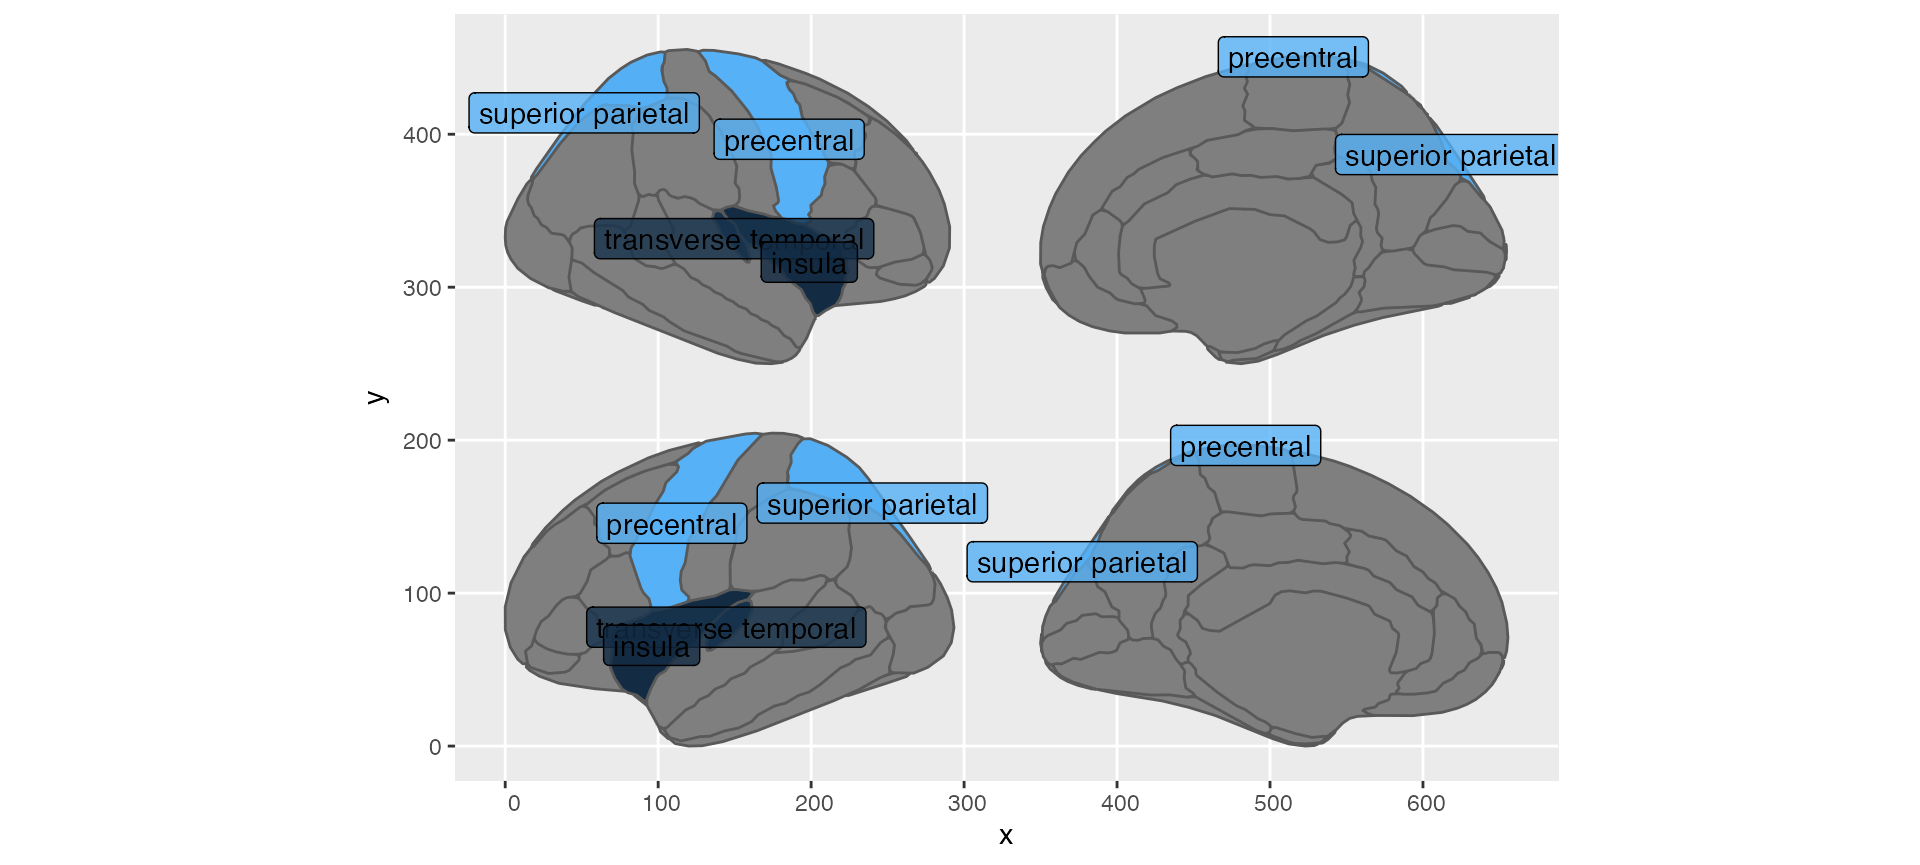 precentral
superior parietal
precentral
superior parietal
transverse temporal
insula
precentral
superior parietal
precentral
superior parietal
transverse temporal
insula
400
300
200
100
0
y
0 100 200 300 400 500 600
x